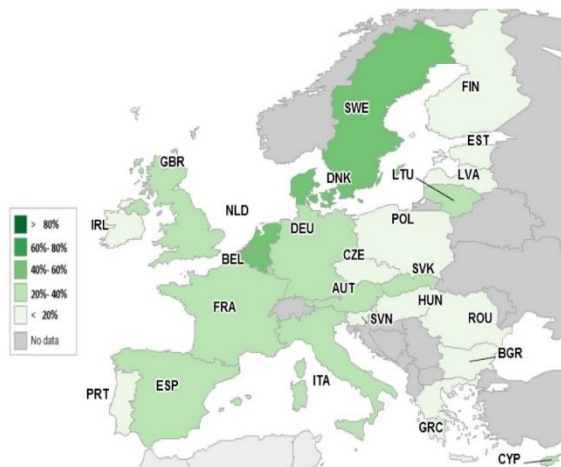 SWE
FIN
EST
GBR
DNK
LTU
LVA
NLD
IRL
DEU
POL
BEL
CZE
SVK
AUT
FRA
HUN
SVN
ROU
BGR
PRT
ESP
ITA
GRC
CYP
> 80%
60%- 80%
40%- 60%
20%- 40%
< 20%
No data